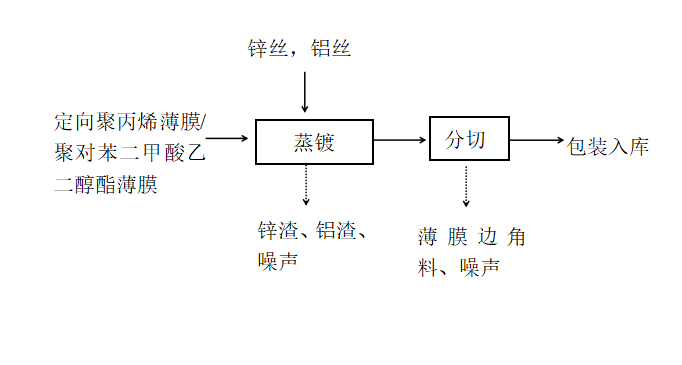 锌丝，铝丝
定向聚丙烯薄膜/
聚对苯二甲酸乙
二醇酯薄膜
蒸镀
分切
包装入库
锌渣、铝渣、
噪声
薄膜边角
料、噪声